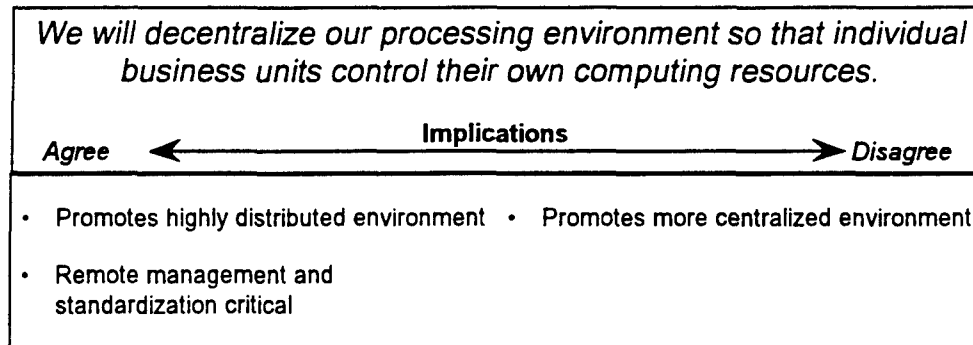 We will decentralize our processing environment so that individual
business units control their own computing resources.
Implications
Agree
Disagree
• Promotes highly distributed environment
• Promotes more centralized environment
• Remote management and
standardization critical